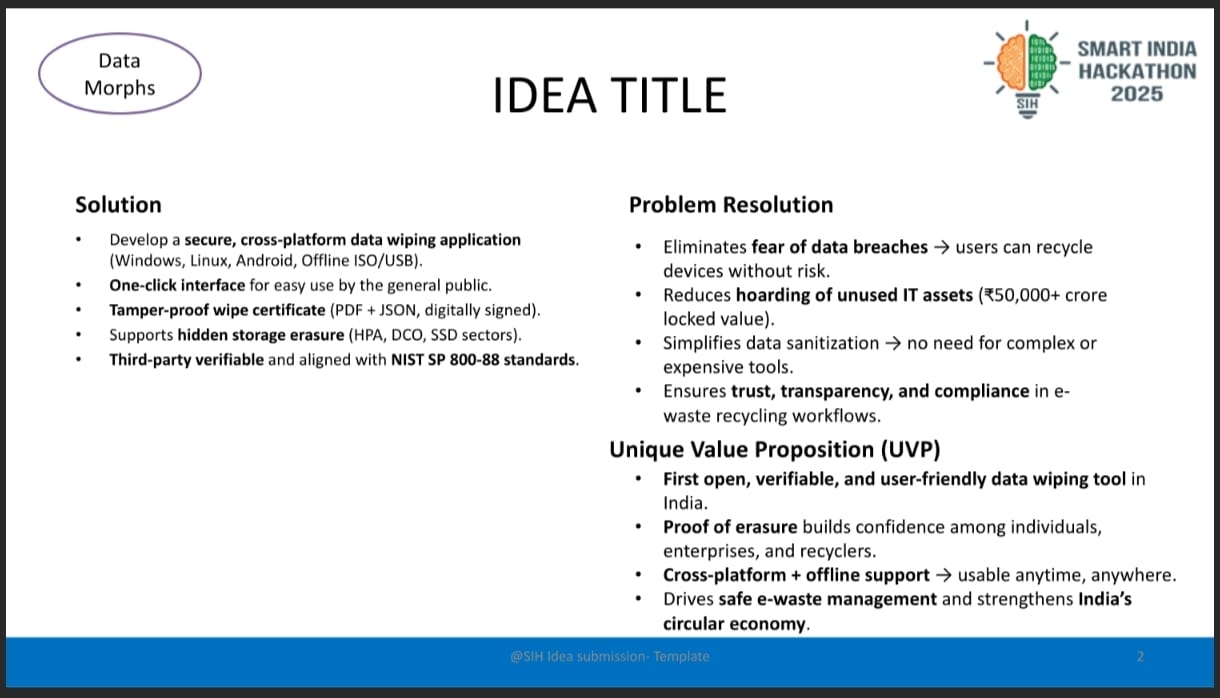 Data
Morphs
IDEA TITLE
SMART INDIA
HACKATHON
2025
SIH
Solution
• Develop a secure, cross-platform data wiping application
(Windows, Linux, Android, Offline ISO/USB).
• One-click interface for easy use by the general public.
• Tamper-proof wipe certificate (PDF + JSON, digitally signed).
• Supports hidden storage erasure (HPA, DCO, SSD sectors).
• Third-party verifiable and aligned with NIST SP 800-88 standards.
Problem Resolution
• Eliminates fear of data breaches → users can recycle
devices without risk.
• Reduces hoarding of unused IT assets (₹50,000+ crore
locked value).
• Simplifies data sanitization → no need for complex or
expensive tools.
• Ensures trust, transparency, and compliance in e-
waste recycling workflows.
Unique Value Proposition (UVP)
• First open, verifiable, and user-friendly data wiping tool in
India.
• Proof of erasure builds confidence among individuals,
enterprises, and recyclers.
• Cross-platform + offline support → usable anytime, anywhere.
• Drives safe e-waste management and strengthens India’s
circular economy.
@SIH Idea submission- Template
2